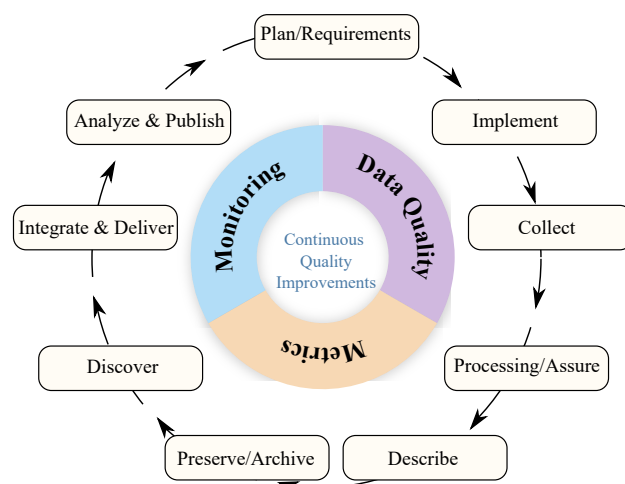 Plan/Requirements
Analyze & Publish
Implement
Monitoring
Data Quality
Integrate & Deliver
Collect
Continuous
Quality
Improvements
Metrics
Discover
Processing/Assure
Preserve/Archive
Describe